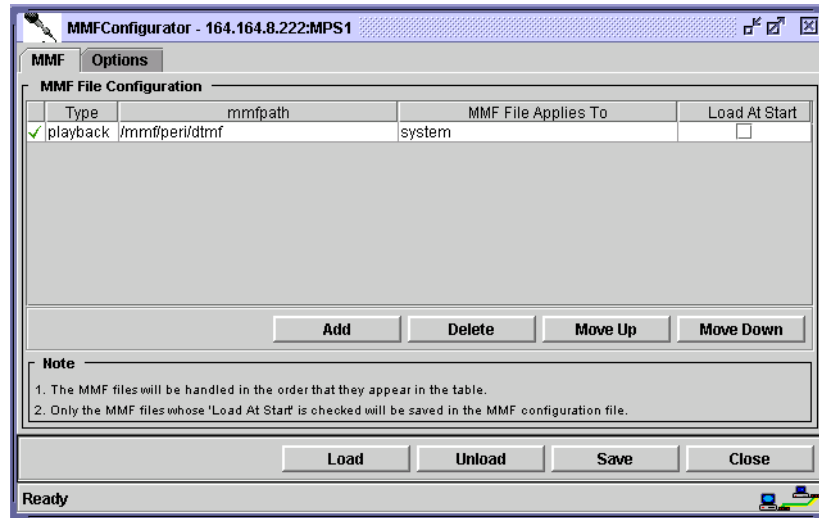 MMFConfigurator - 164.164.8.222:MPS1
MMF Options
MMF File Configuration
Type mmfpath MMF File Applies To Load At Start
playback /mmf/peri/dtmf system
Add Delete Move Up Move Down
Note
1. The MMF files will be handled in the order that they appear in the table.
2. Only the MMF files whose 'Load At Start' is checked will be saved in the MMF configuration file.
Load Unload Save Close
Ready